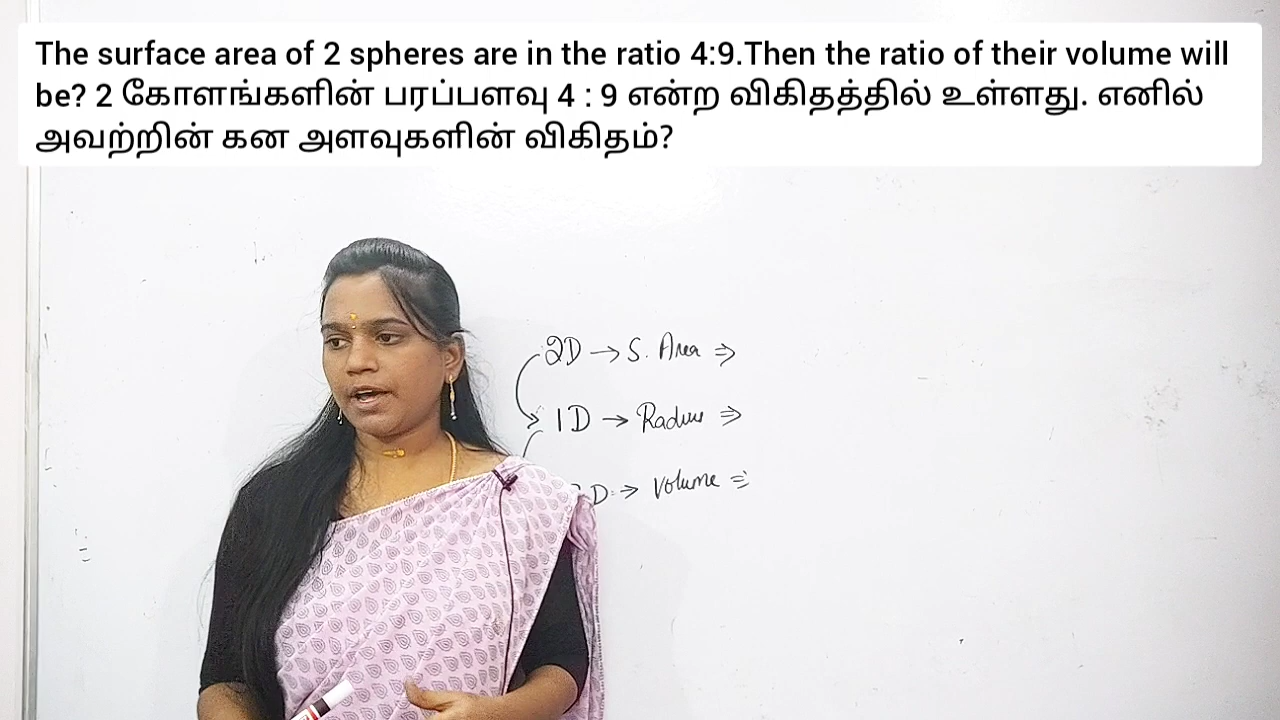 The surface area of 2 spheres are in the ratio 4:9.Then the ratio of their volume will
be? 2 கோளங்களின் பரப்பளவு 4 : 9 என்ற விகிதத்தில் உள்ளது. எனில்
அவற்றின் கன அளவுகளின் விகிதம்?
2D → S. Area ⇒
1D → Radius ⇒
D → Volume ⇒